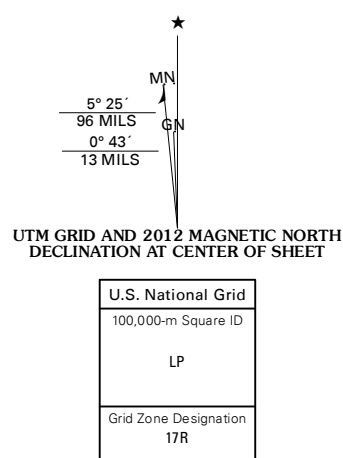 ★
MN
5° 25´
96 MILS
GN
0° 43´
13 MILS
UTM GRID AND 2012 MAGNETIC NORTH
DECLINATION AT CENTER OF SHEET
U.S. National Grid
100,000-m Square ID
LP
Grid Zone Designation
17R